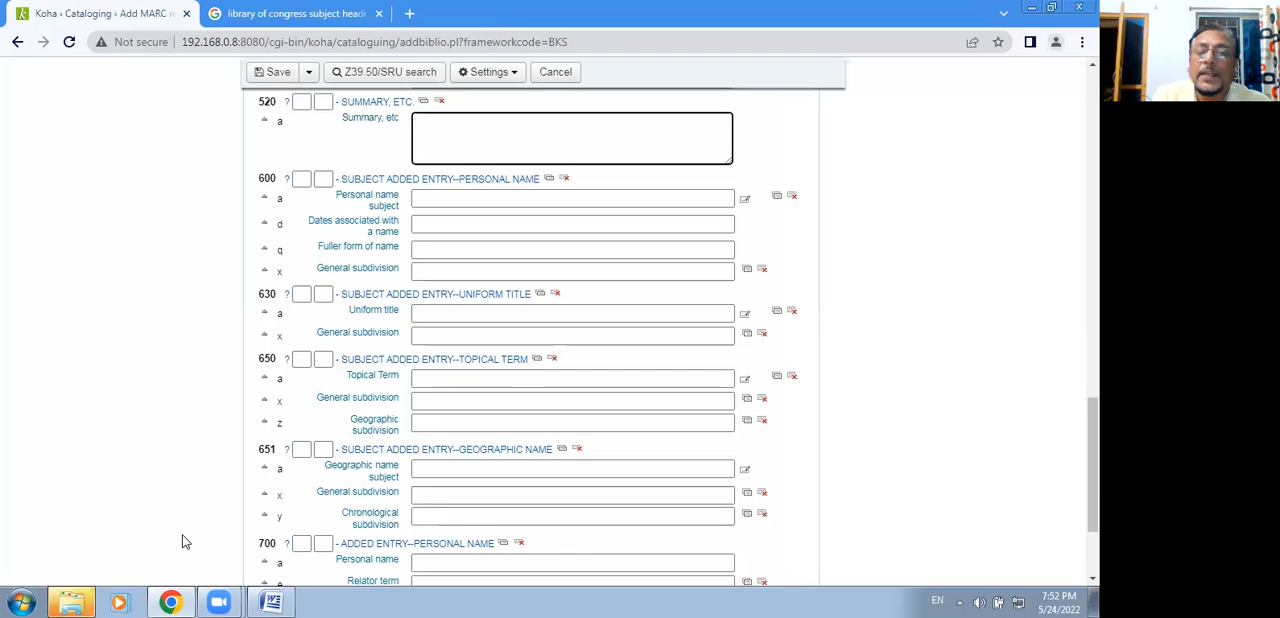 Koha › Cataloging › Add MARC re
library of congress subject headi
Not secure
192.168.0.8:8080/cgi-bin/koha/cataloguing/addbiblio.pl?frameworkcode=BKS
Save
Z39.50/SRU search
Settings
Cancel
520 ? - SUMMARY, ETC.
a Summary, etc
600 ? - SUBJECT ADDED ENTRY--PERSONAL NAME
a Personal name
subject
d Dates associated with
a name
q Fuller form of name
x General subdivision
630 ? - SUBJECT ADDED ENTRY--UNIFORM TITLE
a Uniform title
x General subdivision
650 ? - SUBJECT ADDED ENTRY--TOPICAL TERM
a Topical Term
x General subdivision
z Geographic
subdivision
651 ? - SUBJECT ADDED ENTRY--GEOGRAPHIC NAME
a Geographic name
subject
x General subdivision
y Chronological
subdivision
700 ? - ADDED ENTRY--PERSONAL NAME
a Personal name
e Relator term
EN
7:52 PM
5/24/2022